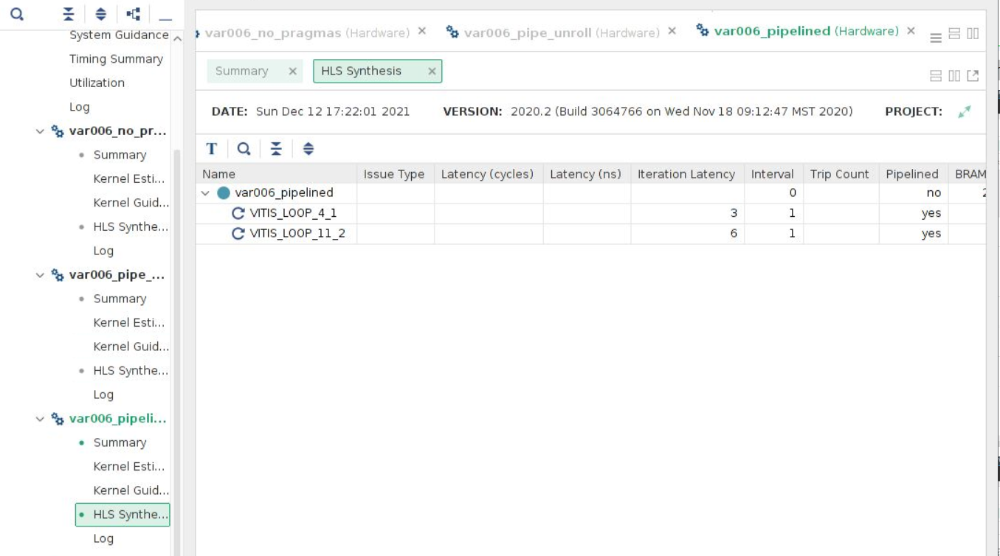 System Guidance
Timing Summary
Utilization
Log
var006_no_pr...
Summary
Kernel Esti...
Kernel Guid...
HLS Synthe...
Log
var006_pipe_...
Summary
Kernel Esti...
Kernel Guid...
HLS Synthe...
Log
var006_pipeli...
Summary
Kernel Esti...
Kernel Guid...
HLS Synthe...
Log
var006_no_pragmas (Hardware) var006_pipe_unroll (Hardware) var006_pipelined (Hardware)
Summary HLS Synthesis
DATE: Sun Dec 12 17:22:01 2021 VERSION: 2020.2 (Build 3064766 on Wed Nov 18 09:12:47 MST 2020) PROJECT:
T
Name Issue Type Latency (cycles) Latency (ns) Iteration Latency Interval Trip Count Pipelined BRAM
var006_pipelined 0 no 2
VITIS_LOOP_4_1 3 1 yes
VITIS_LOOP_11_2 6 1 yes